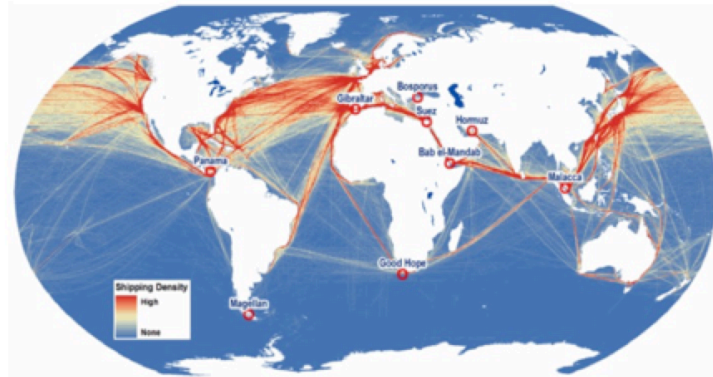 Bosporus
Gibraltar
Suez
Hormuz
Bab el-Mandab
Panama
Malacca
Good Hope
Magellan
Shipping Density
High
None